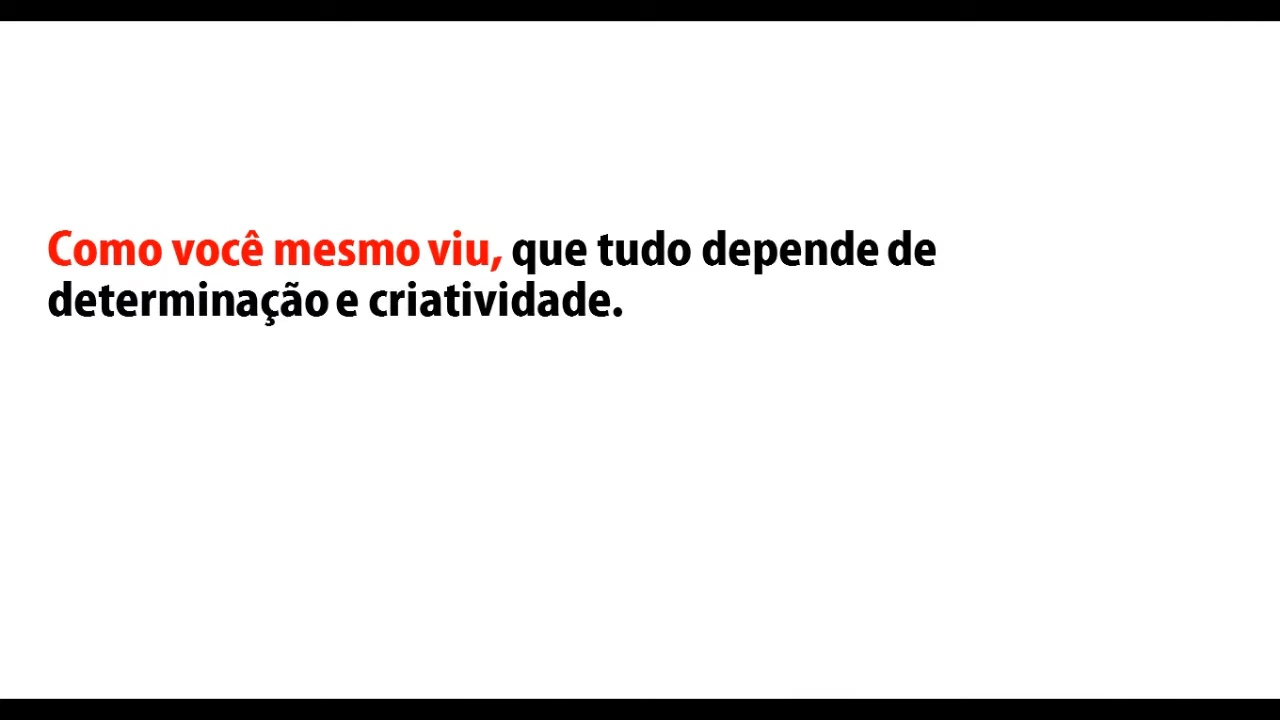 Como você mesmo viu, que tudo depende de
determinação e criatividade.